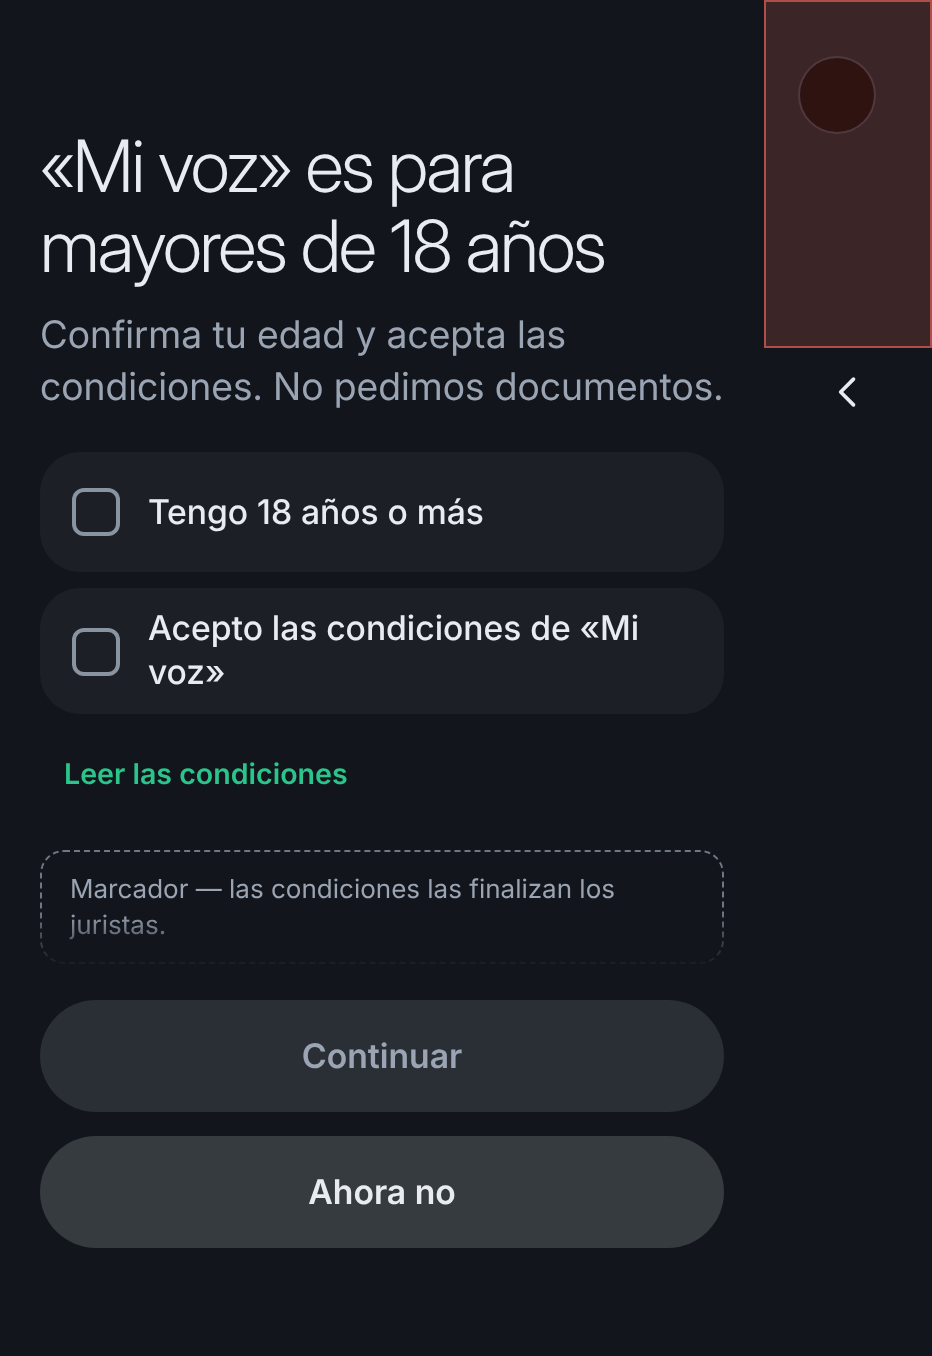 «Mi voz» es para
mayores de 18 años
Confirma tu edad y acepta las
condiciones. No pedimos documentos.
Tengo 18 años o más
Acepto las condiciones de «Mi
voz»
Leer las condiciones
Marcador — las condiciones las finalizan los
juristas.
Continuar
Ahora no